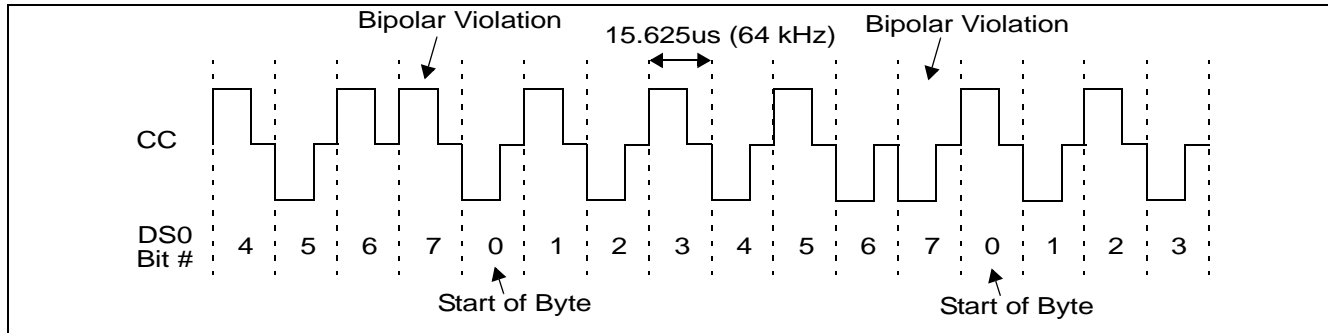 Bipolar Violation
15.625us (64 kHz)
Bipolar Violation
CC
DS0
Bit #
4 5 6 7 0 1 2 3 4 5 6 7 0 1 2 3
Start of Byte
Start of Byte